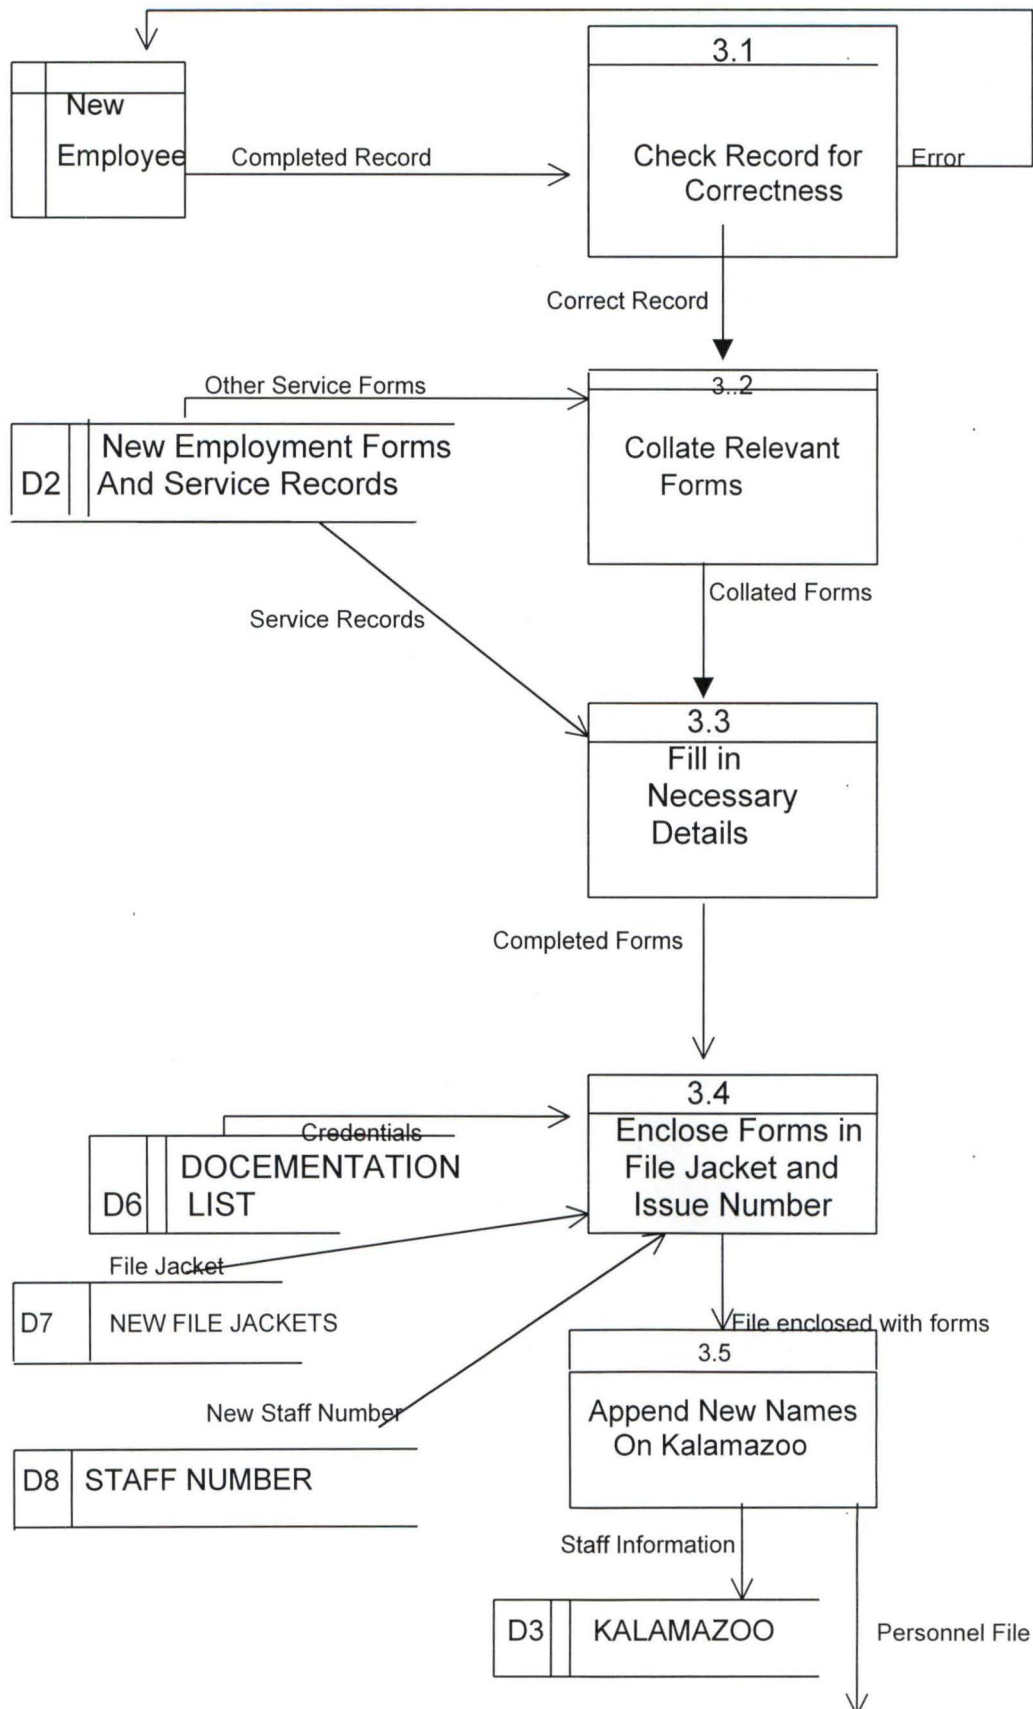 3.1
New
Employee
Completed Record
Check Record for
Correctness
Error
Correct Record
Other Service Forms
3..2
D2
New Employment Forms
And Service Records
Collate Relevant
Forms
Collated Forms
Service Records
3.3
Fill in
Necessary
Details
Completed Forms
3.4
Credentials
Enclose Forms in
File Jacket and
Issue Number
D6
DOCEMENTATION
LIST
File Jacket
D7
NEW FILE JACKETS
File enclosed with forms
3.5
New Staff Number
Append New Names
On Kalamazoo
D8
STAFF NUMBER
Staff Information
D3
KALAMAZOO
Personnel File